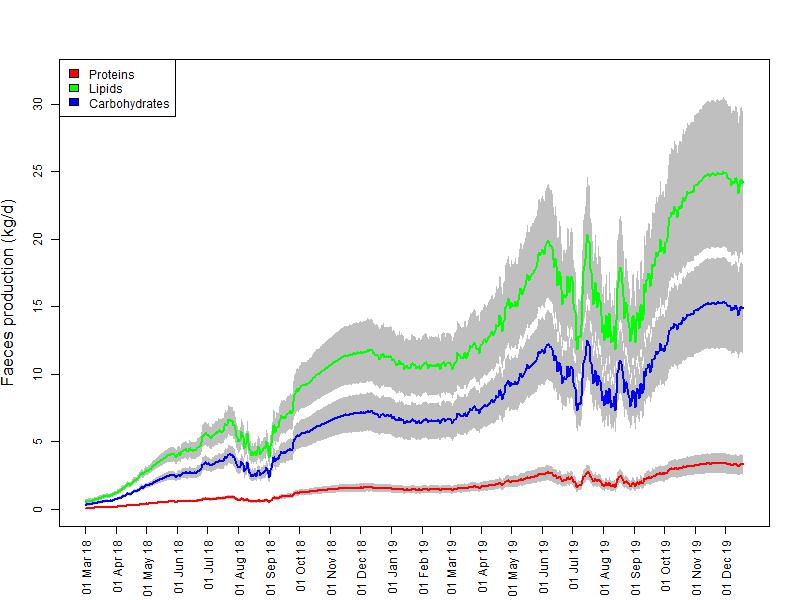 Proteins
Lipids
Carbohydrates
Faeces production (kg/d)
30
25
20
15
10
5
0
01 Mar 18
01 Apr 18
01 May 18
01 Jun 18
01 Jul 18
01 Aug 18
01 Sep 18
01 Oct 18
01 Nov 18
01 Dec 18
01 Jan 19
01 Feb 19
01 Mar 19
01 Apr 19
01 May 19
01 Jun 19
01 Jul 19
01 Aug 19
01 Sep 19
01 Oct 19
01 Nov 19
01 Dec 19